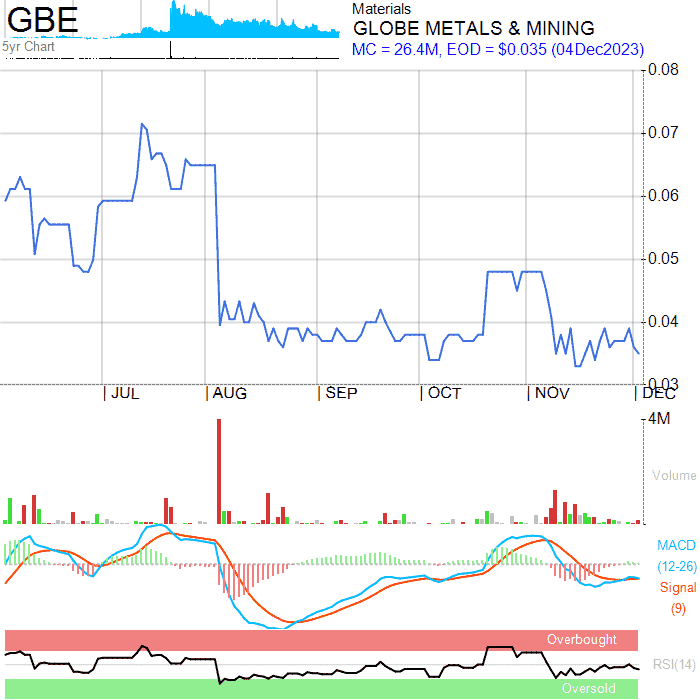 GBE
5yr Chart
Materials
GLOBE METALS & MINING
MC = 26.4M, EOD = $0.035 (04Dec2023)
0.08
0.07
0.06
0.05
0.04
0.03
JUL AUG SEP OCT NOV DEC
4M
Volume
MACD
(12-26)
Signal
(9)
Overbought
RSI(14)
Oversold